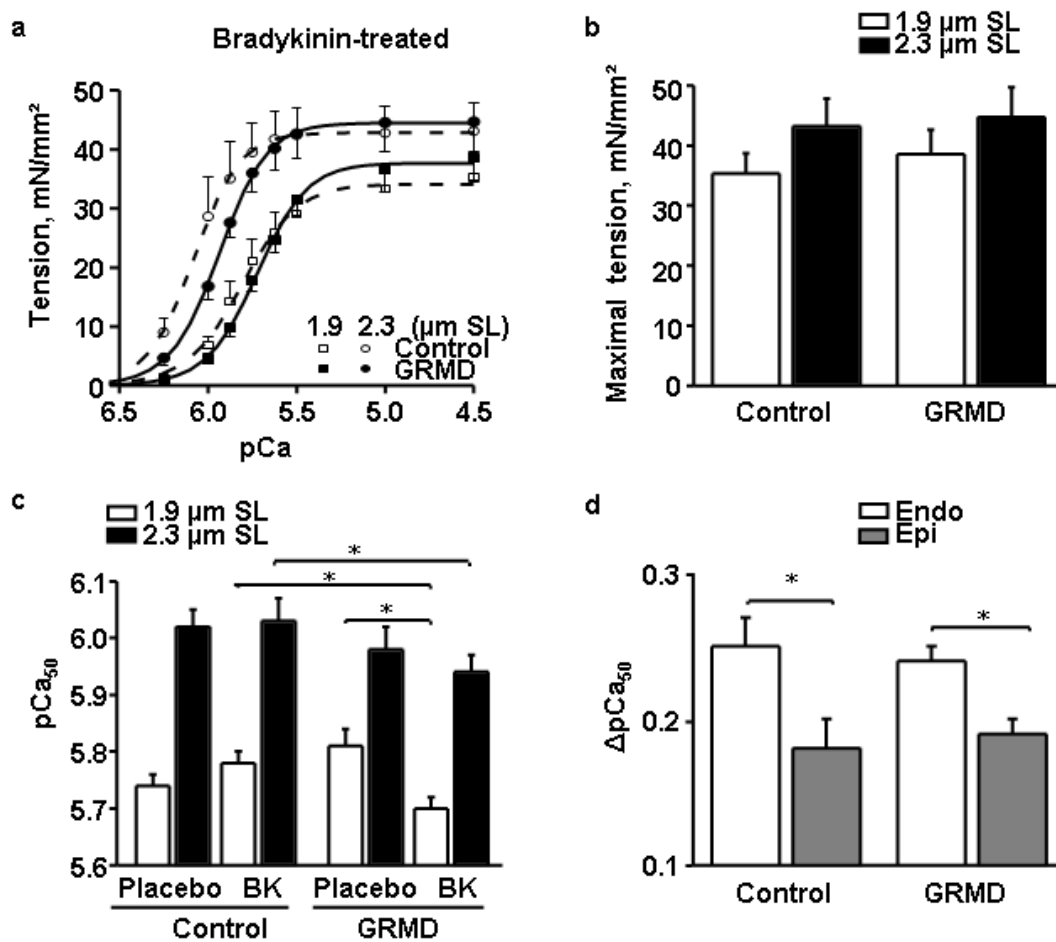 a
Bradykinin-treated
Tension, mN/mm²
50
40
30
20
10
0
6.5 6.0 5.5 5.0 4.5
pCa
1.9 2.3 (µm SL)
Control
GRMD
b
1.9 µm SL
2.3 µm SL
Maximal tension, mN/mm²
50
40
30
20
10
0
Control GRMD
c
1.9 µm SL
2.3 µm SL
pCa₅₀
6.1
6.0
5.9
5.8
5.7
5.6
*
*
*
Placebo BK Placebo BK
Control GRMD
d
Endo
Epi
ΔpCa₅₀
0.3
0.2
0.1
* *
Control GRMD